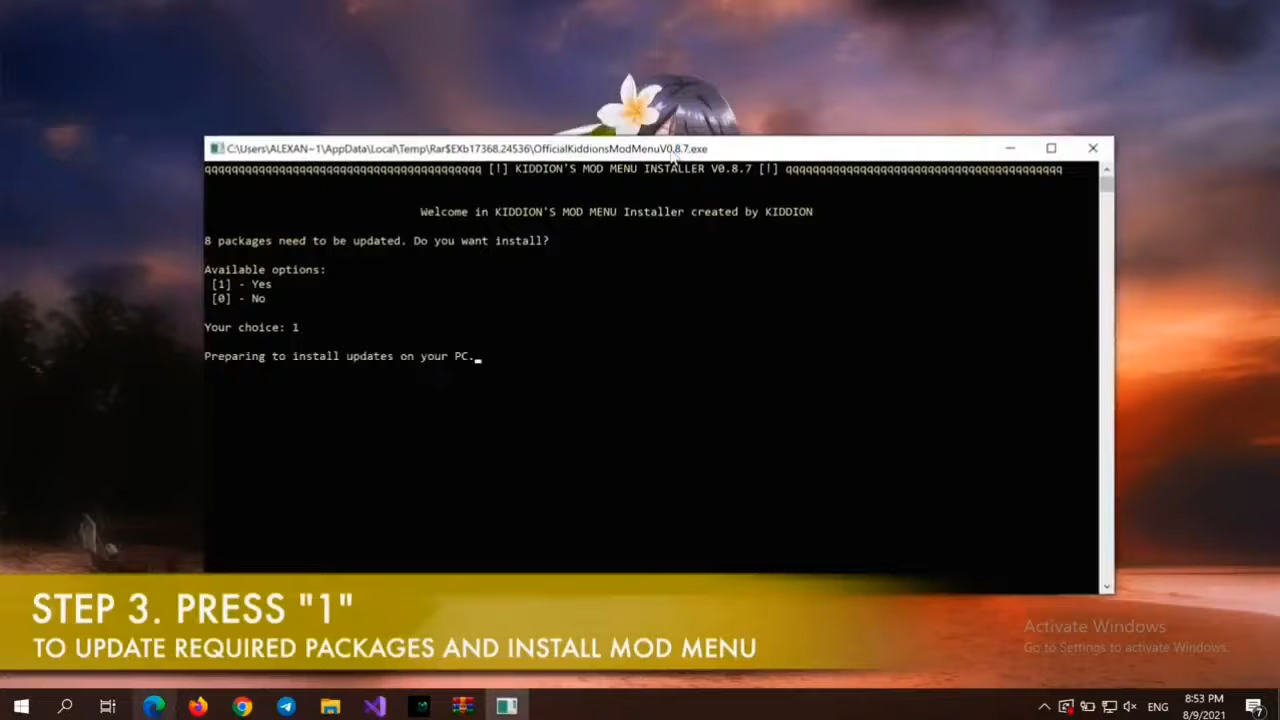 C:\Users\ALEXAN~1\AppData\Local\Temp\Rar$EXb17368.24536\OfficialKiddionsModMenuV0.8.7.exe
qqqqqqqqqqqqqqqqqqqqqqqqqqqqqqqqqqqqqqqqq [!] KIDDION'S MOD MENU INSTALLER V0.8.7 [!] qqqqqqqqqqqqqqqqqqqqqqqqqqqqqqqqqqqqqqqqq
Welcome in KIDDION'S MOD MENU Installer created by KIDDION
8 packages need to be updated. Do you want install?
Available options:
[1] - Yes
[0] - No
Your choice: 1
Preparing to install updates on your PC.
STEP 3. PRESS "1"
TO UPDATE REQUIRED PACKAGES AND INSTALL MOD MENU
Activate Windows
Go to Settings to activate Windows.
ENG
8:53 PM
8/9/2021
7